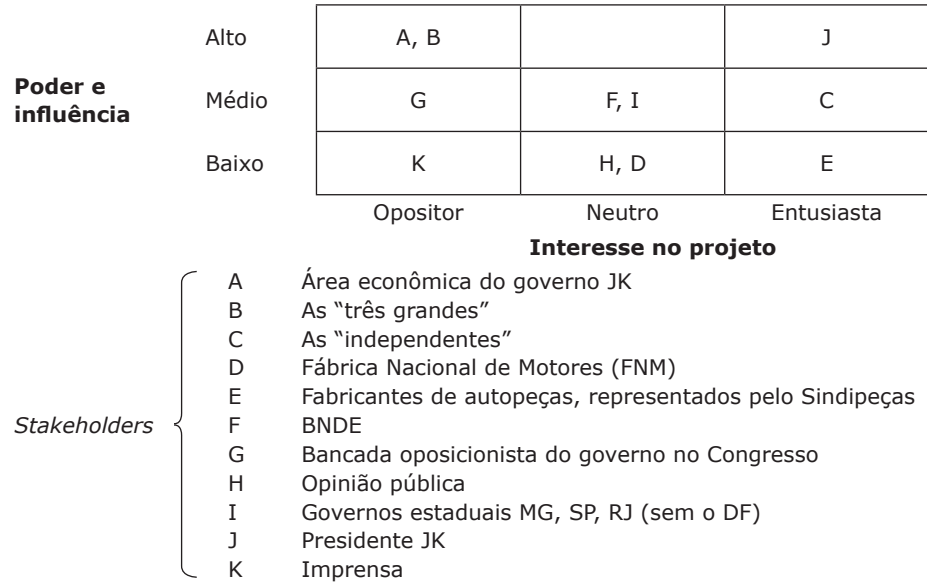 Alto A, B J
Poder e
influência
Médio G F, I C
Baixo K H, D E
Opositor Neutro Entusiasta
Interesse no projeto
Stakeholders
A Área econômica do governo JK
B As “três grandes”
C As “independentes”
D Fábrica Nacional de Motores (FNM)
E Fabricantes de autopeças, representados pelo Sindipeças
F BNDE
G Bancada oposicionista do governo no Congresso
H Opinião pública
I Governos estaduais MG, SP, RJ (sem o DF)
J Presidente JK
K Imprensa